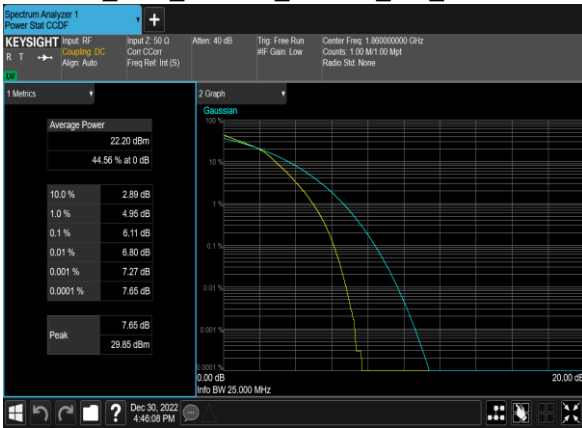 Spectrum Analyzer 1
Power Stat CCDF
+
KEYSIGHT
R T
LXI
Input: RF
Coupling: DC
Align: Auto
Input Z: 50 Ω
Corr CCorr
Freq Ref: Int (S)
Atten: 40 dB
Trig: Free Run
#IF Gain: Low
Center Freq: 1.860000000 GHz
Counts: 1.00 M/1.00 Mpt
Radio Std: None
1 Metrics
Average Power
22.20 dBm
44.56 % at 0 dB
10.0 % 2.89 dB
1.0 % 4.95 dB
0.1 % 6.11 dB
0.01 % 6.80 dB
0.001 % 7.27 dB
0.0001 % 7.65 dB
Peak
7.65 dB
29.85 dBm
2 Graph
Gaussian
100 %
10 %
1 %
0.1 %
0.01 %
0.001 %
0.0001 %
0.00 dB
20.00 dB
Info BW 25.000 MHz
?
Dec 30, 2022
4:46:08 PM